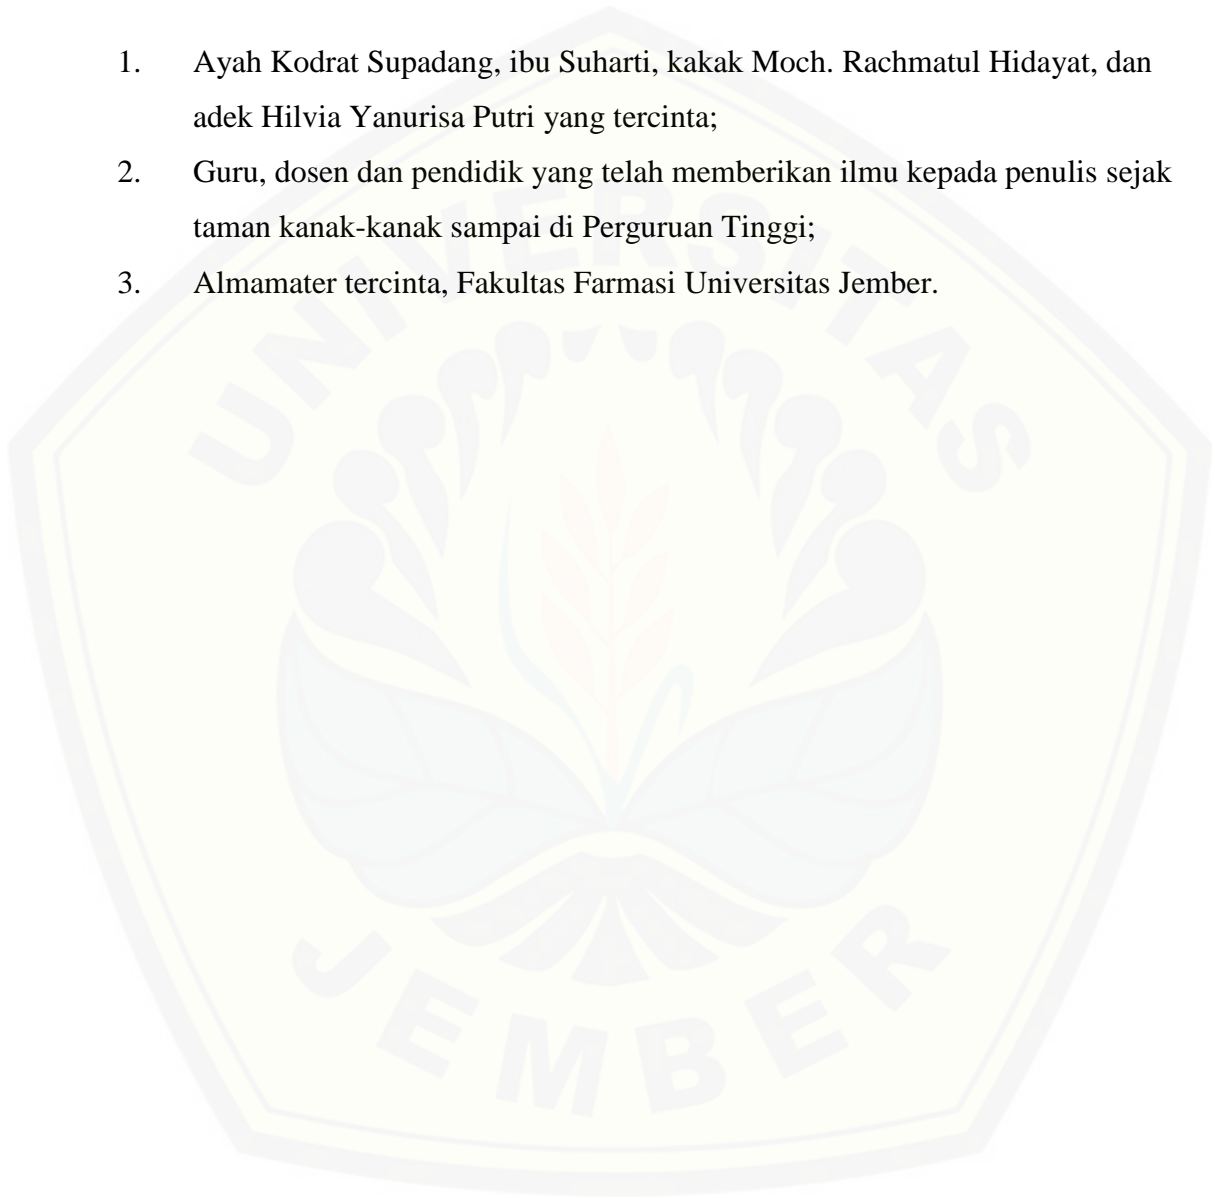 1. Ayah Kodrat Supadang, ibu Suharti, kakak Moch. Rachmatul Hidayat, dan
adek Hilvia Yanurisa Putri yang tercinta;
2. Guru, dosen dan pendidik yang telah memberikan ilmu kepada penulis sejak
taman kanak-kanak sampai di Perguruan Tinggi;
3. Almamater tercinta, Fakultas Farmasi Universitas Jember.
UNIVERSITAS
JEMBER